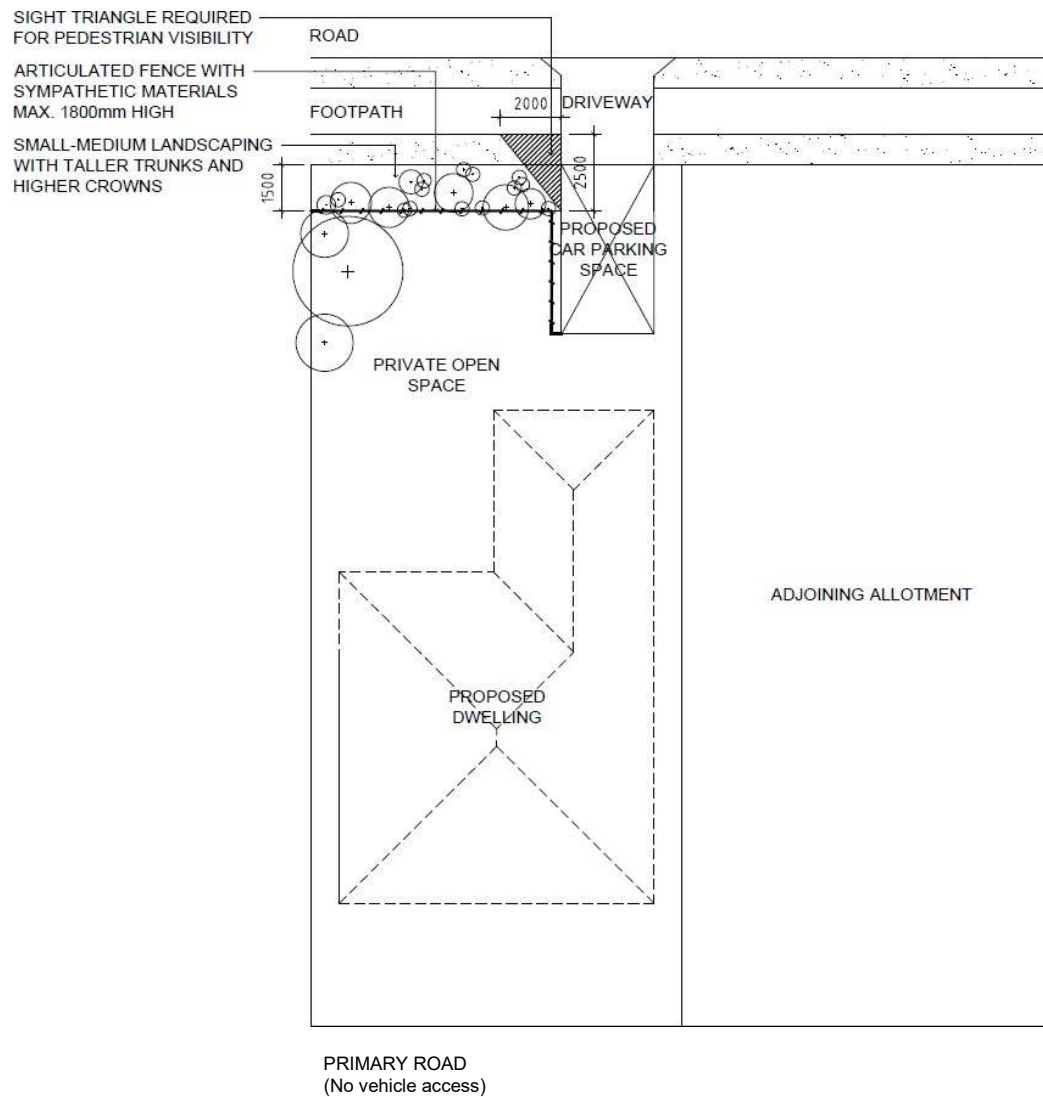 SIGHT TRIANGLE REQUIRED
FOR PEDESTRIAN VISIBILITY
ROAD
ARTICULATED FENCE WITH
SYMPATHETIC MATERIALS
MAX. 1800mm HIGH
FOOTPATH
2000
DRIVEWAY
SMALL-MEDIUM LANDSCAPING
WITH TALLER TRUNKS AND
HIGHER CROWNS
1500
2500
PROPOSED
CAR PARKING
SPACE
PRIVATE OPEN
SPACE
ADJOINING ALLOTMENT
PROPOSED
DWELLING
PRIMARY ROAD
(No vehicle access)